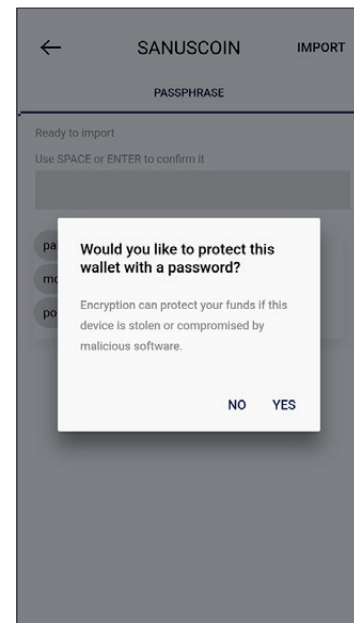 SANUSCOIN IMPORT
PASSPHRASE
Ready to import
Use SPACE or ENTER to confirm it
Would you like to protect this
wallet with a password?
Encryption can protect your funds if this
device is stolen or compromised by
malicious software.
NO YES